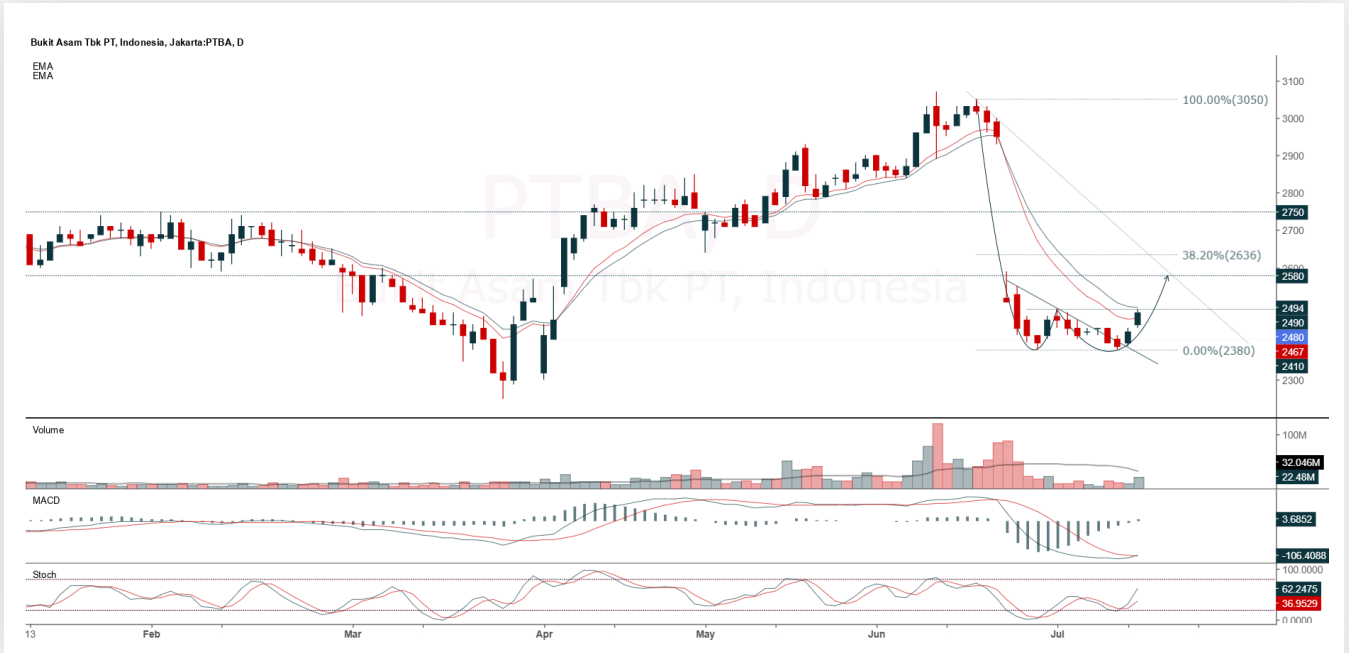 Bukit Asam Tbk PT, Indonesia, Jakarta:PTBA, D
EMA
EMA
PTBA, D
Bukit Asam Tbk PT, Indonesia
3100
100.00%(3050)
3000
2900
2800
2750
2700
38.20%(2636)
2600
2580
2494
2490
2480
2467
0.00%(2380)
2410
2300
Volume
100M
32.046M
22.48M
MACD
3.6852
-106.4088
Stoch
100.0000
62.2475
36.9529
0.0000
13
Feb
Mar
Apr
May
Jun
Jul